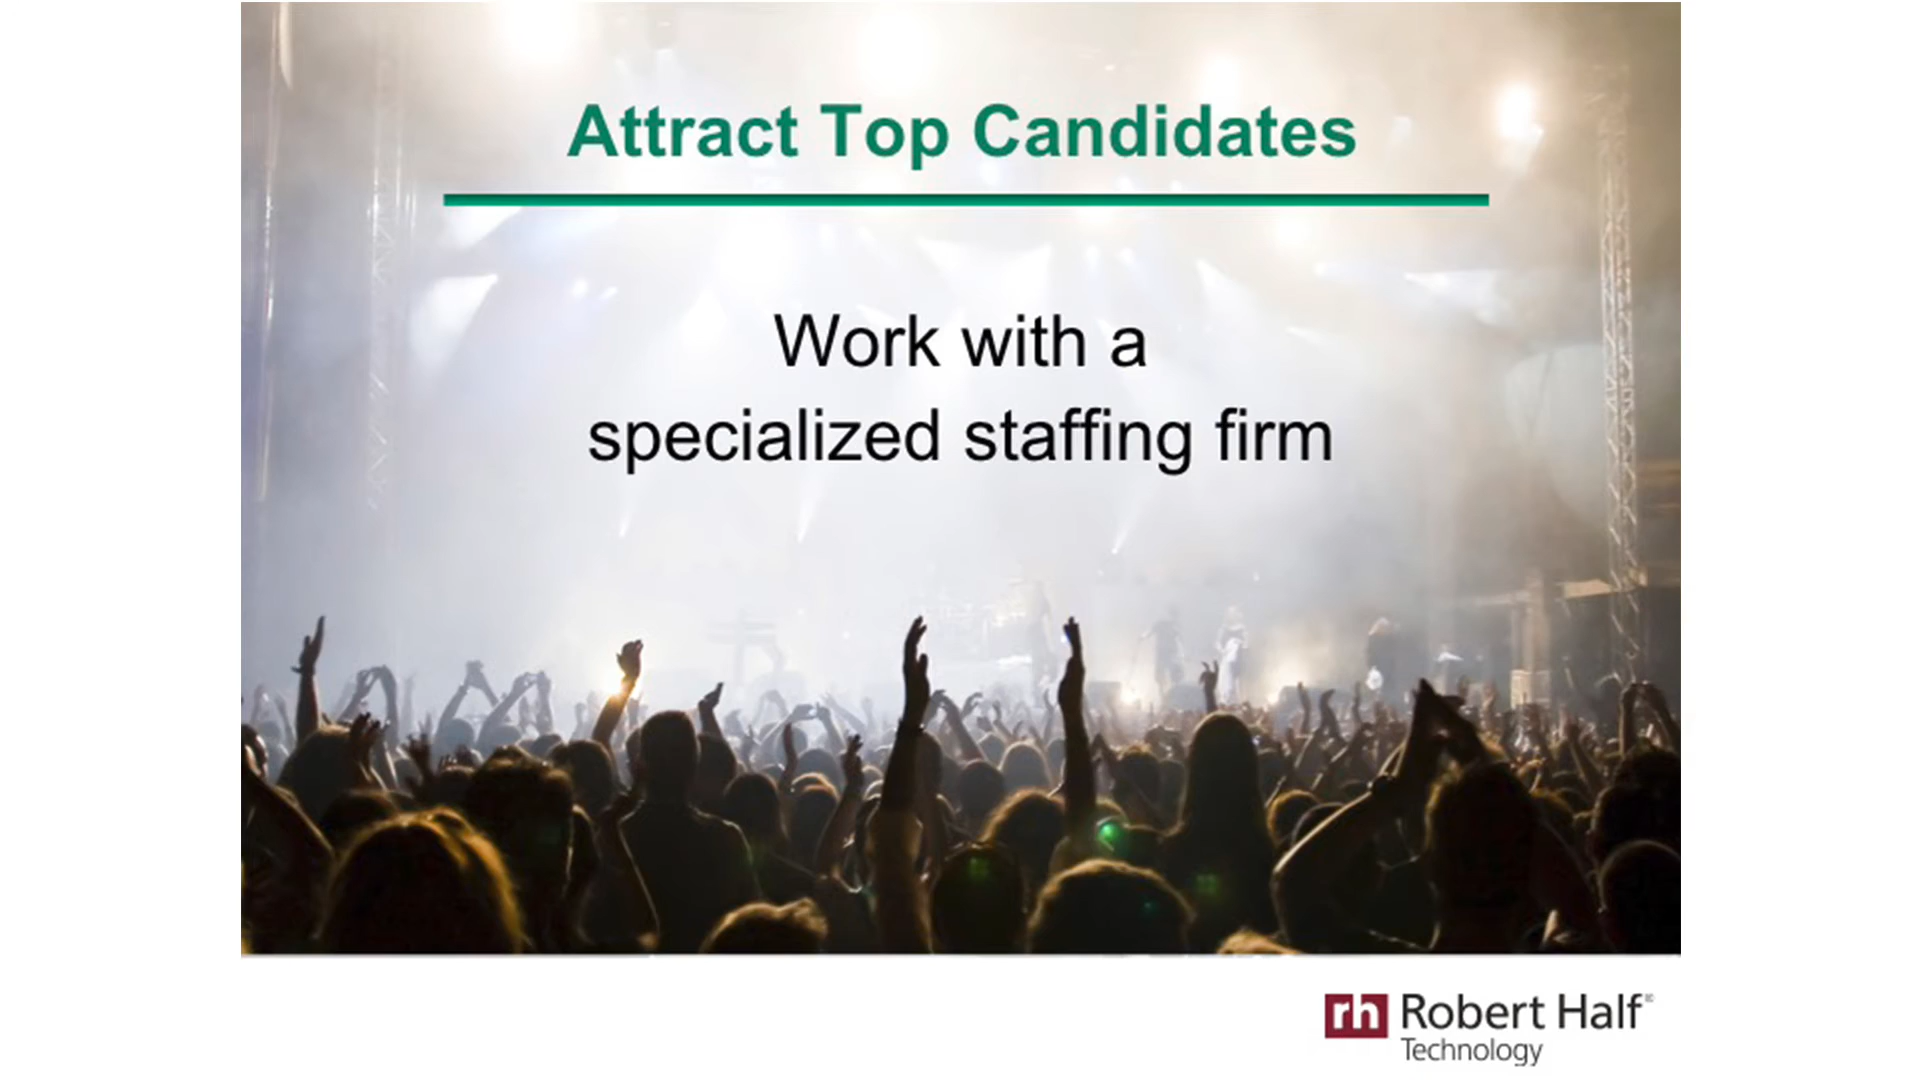 Attract Top Candidates
Work with a
specialized staffing firm
rh Robert Half®
Technology